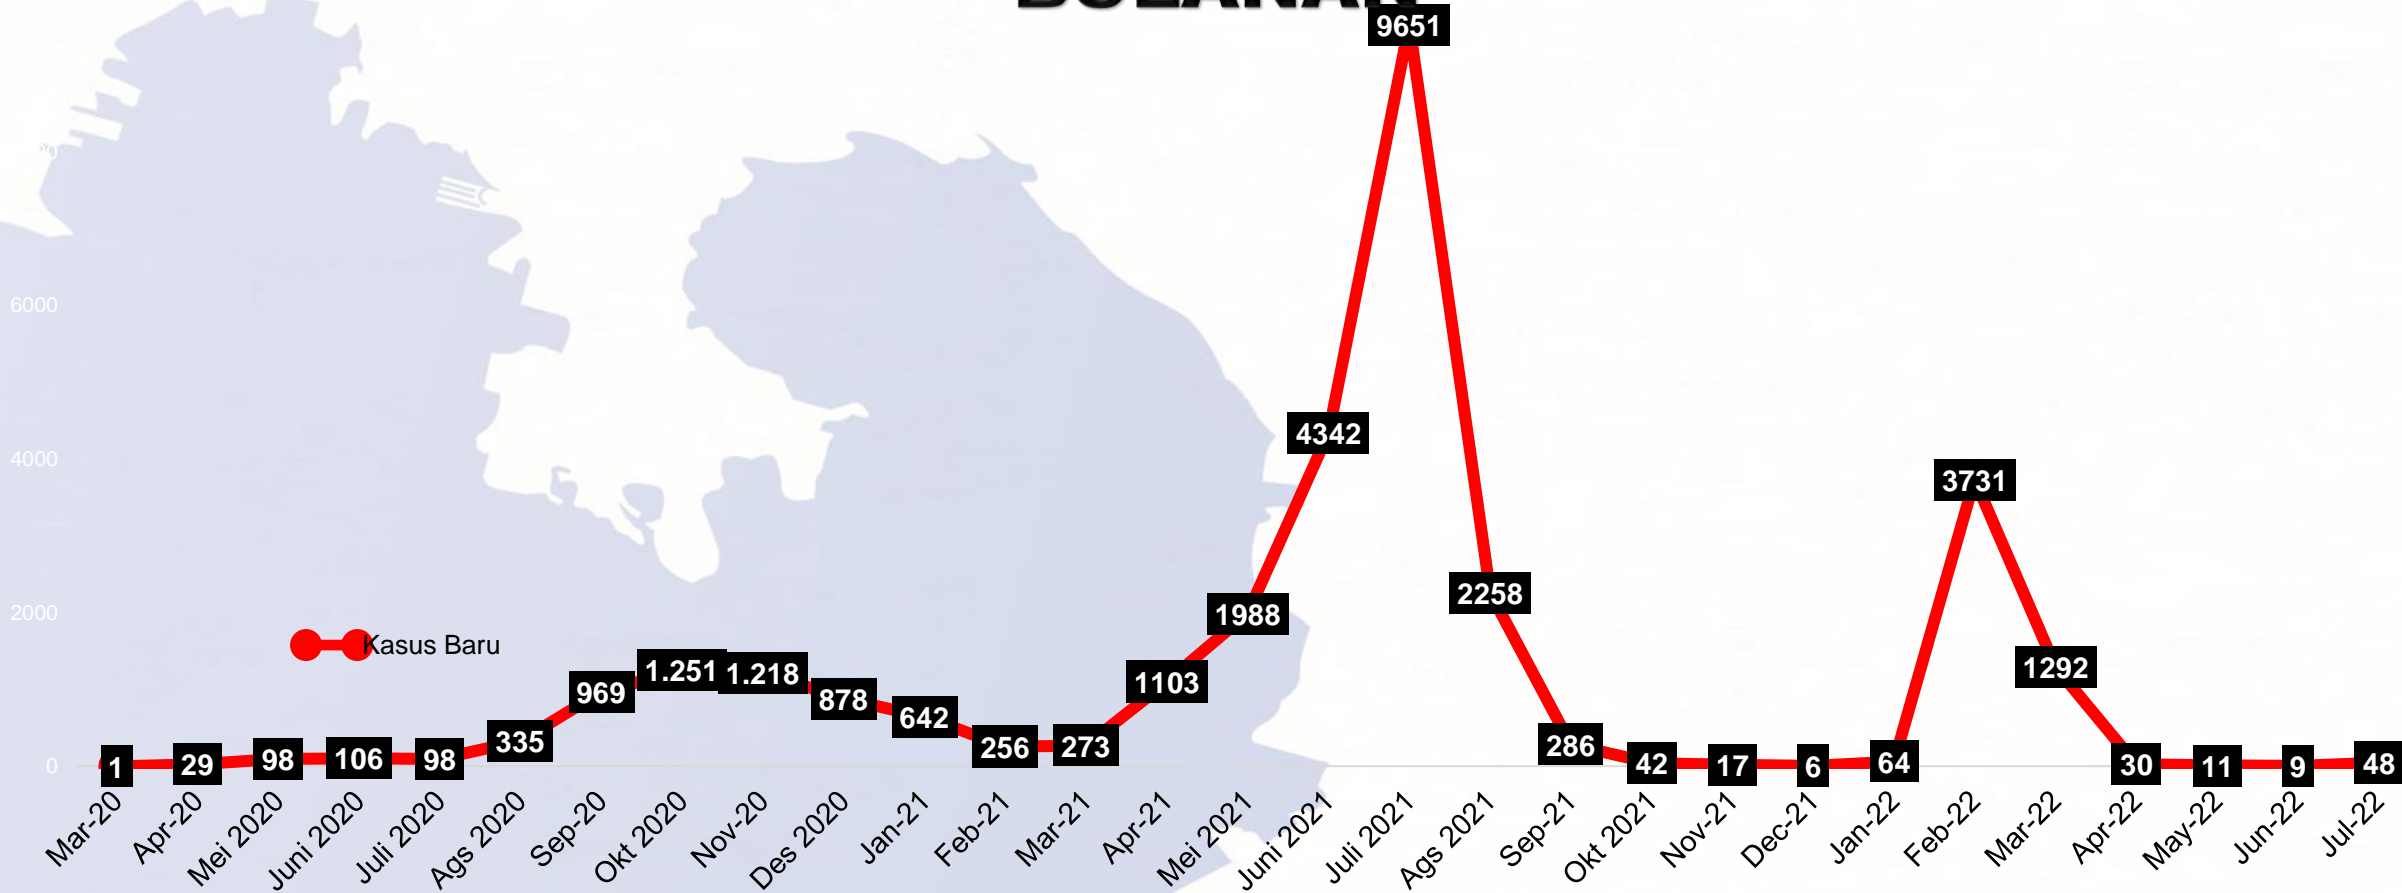 BULANAN
9651
6000
4000
2000
0
Kasus Baru
1
29
98
106
98
335
969
1.251
1.218
878
642
256
273
1103
1988
4342
2258
286
42
17
6
64
3731
1292
30
11
9
48
Mar-20
Apr-20
Mei 2020
Juni 2020
Juli 2020
Ags 2020
Sep-20
Okt 2020
Nov-20
Des 2020
Jan-21
Feb-21
Mar-21
Apr-21
Mei 2021
Juni 2021
Juli 2021
Ags 2021
Sep-21
Okt 2021
Nov-21
Dec-21
Jan-22
Feb-22
Mar-22
Apr-22
May-22
Jun-22
Jul-22